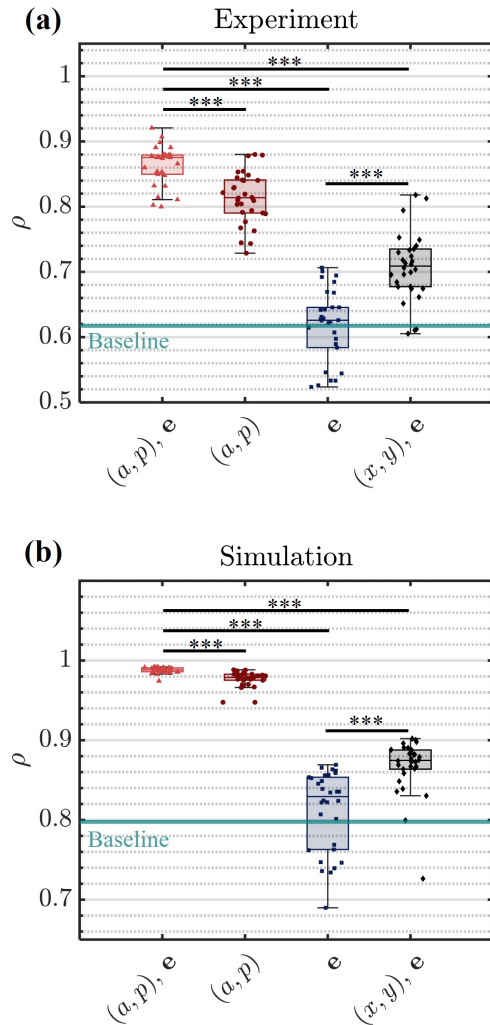 (a) Experiment
***
***
***
1
0.9
***
0.8
ρ
0.7
0.6
Baseline
0.5
(a, p), e
(a, p)
e
(x, y), e
(b) Simulation
***
***
***
1
***
0.9
ρ
0.8
Baseline
0.7
(a, p), e
(a, p)
e
(x, y), e